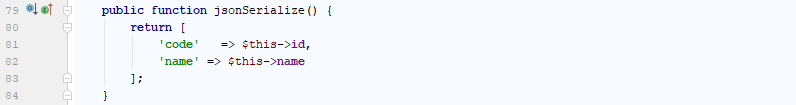 79 public function jsonSerialize() {
80 return [
81 'code'   => $this->id,
82 'name' => $this->name
83 ];
84 }